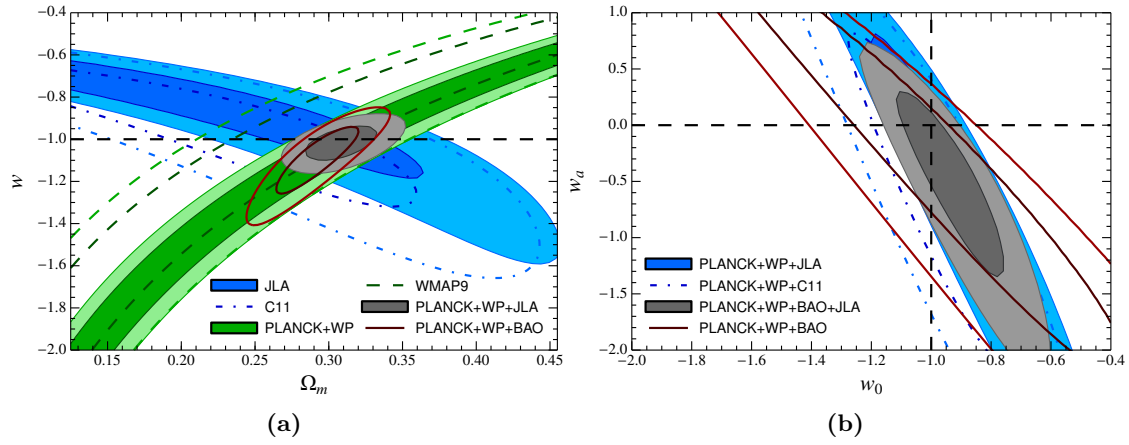 −0.4
−0.6
−0.8
−1.0
−1.2
−1.4
−1.6
−1.8
−2.0
w
0.15 0.20 0.25 0.30 0.35 0.40 0.45
Ω_m
JLA
C11
PLANCK+WP
WMAP9
PLANCK+WP+JLA
PLANCK+WP+BAO
(a)
1.0
0.5
0.0
−0.5
−1.0
−1.5
−2.0
w_a
−2.0 −1.8 −1.6 −1.4 −1.2 −1.0 −0.8 −0.6 −0.4
w_0
PLANCK+WP+JLA
PLANCK+WP+C11
PLANCK+WP+BAO+JLA
PLANCK+WP+BAO
(b)